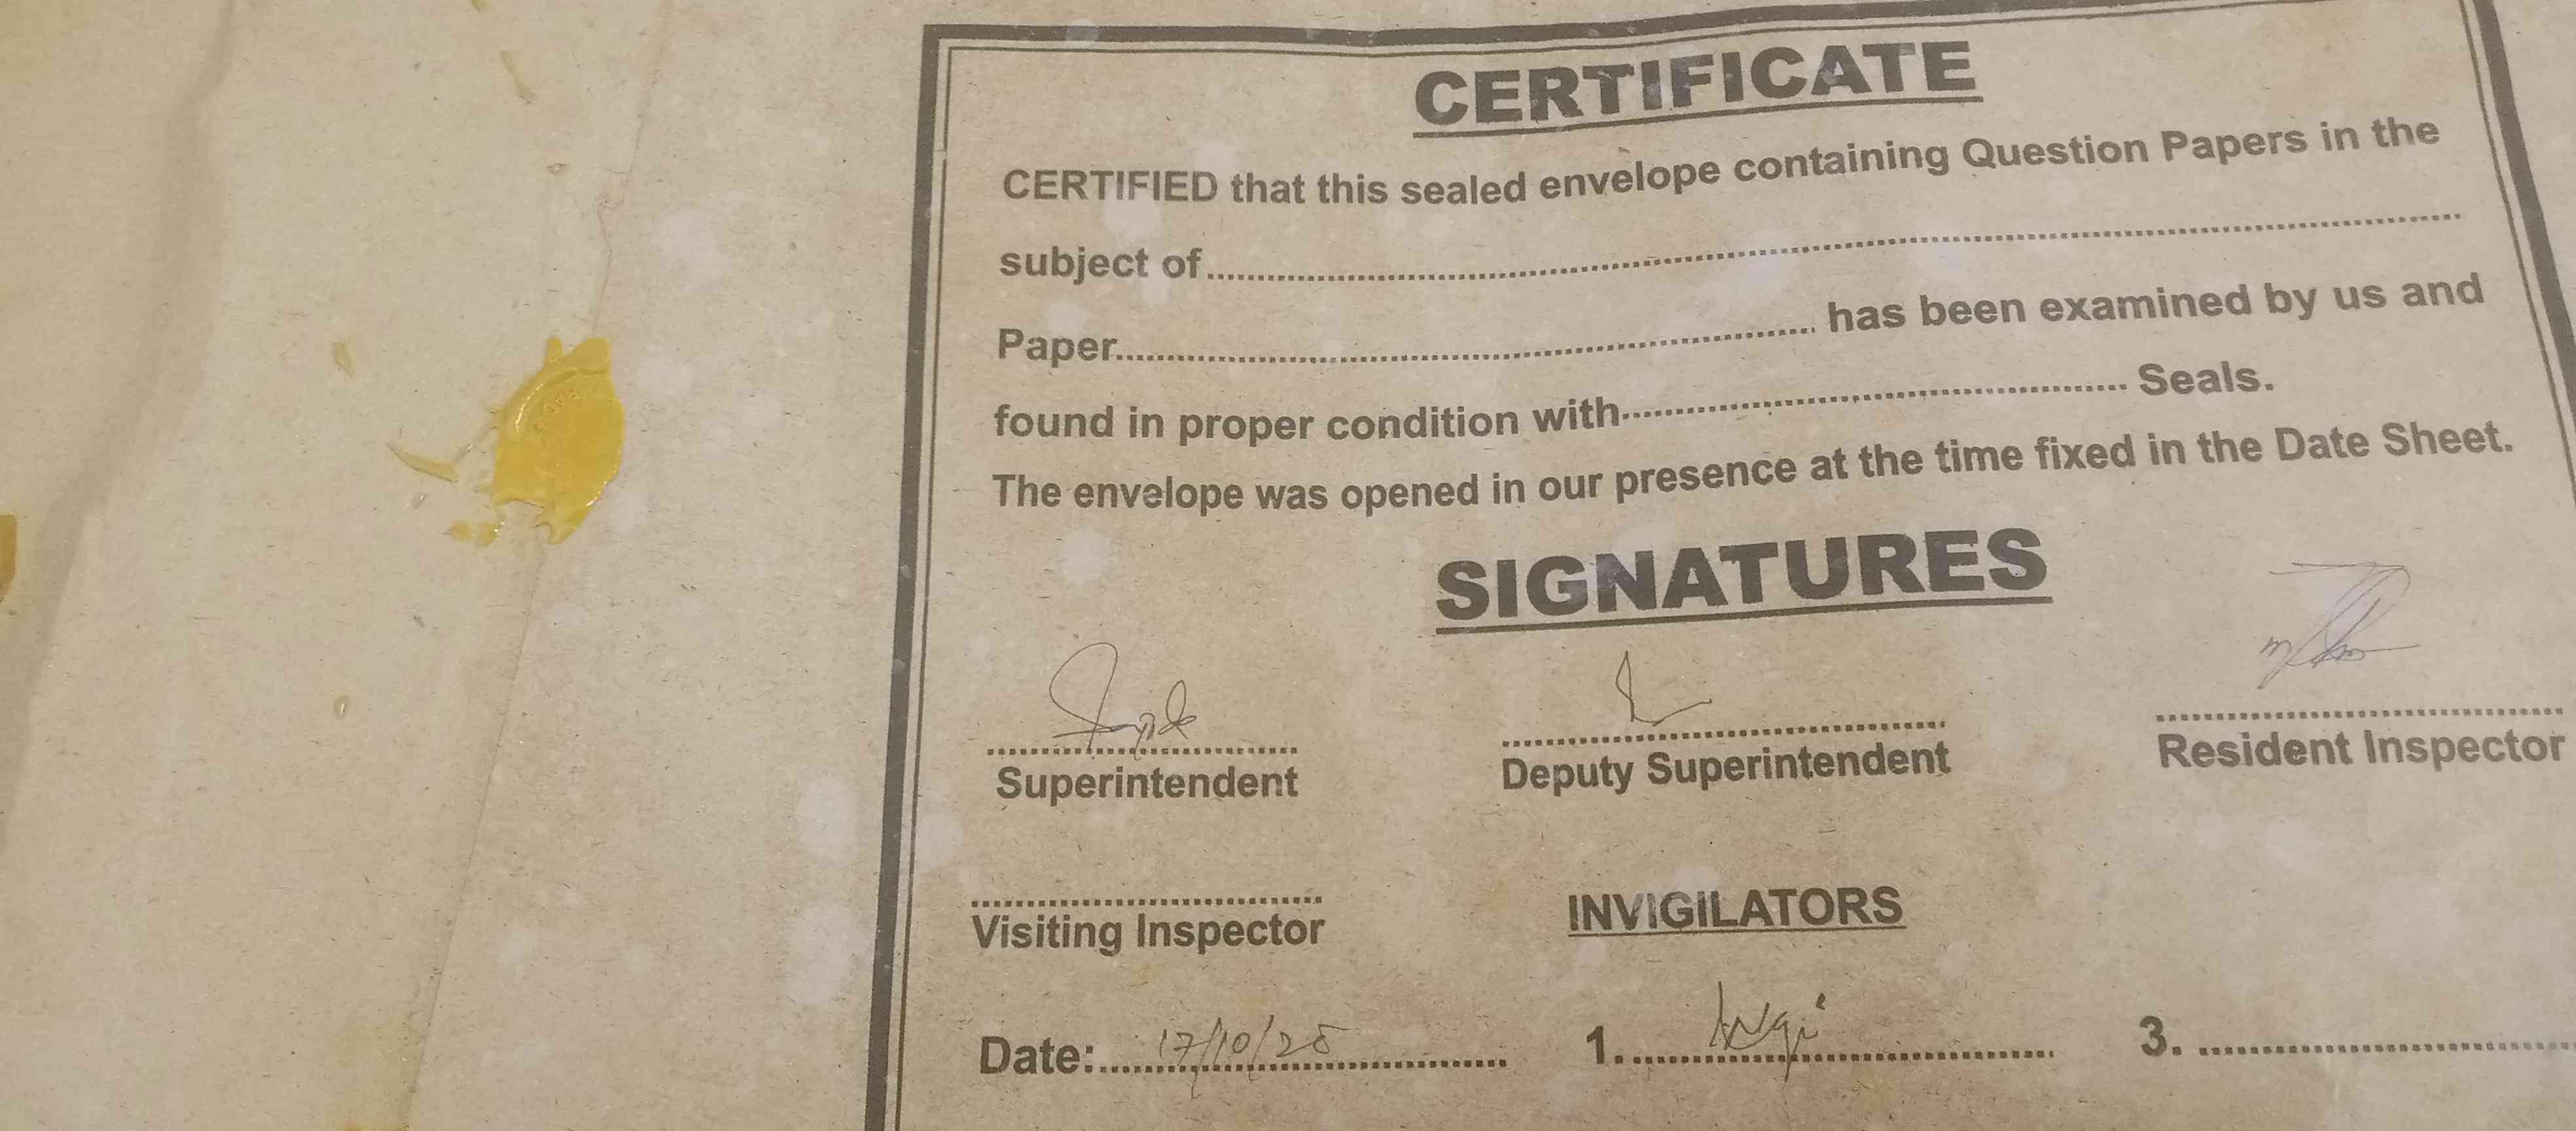 CERTIFICATE
CERTIFIED that this sealed envelope containing Question Papers in the
subject of
Paper has been examined by us and
found in proper condition with Seals.
The envelope was opened in our presence at the time fixed in the Date Sheet.
SIGNATURES
Superintendent Deputy Superintendent Resident Inspector
Visiting Inspector INVIGILATORS
Date: 17/10/25 1. 3.